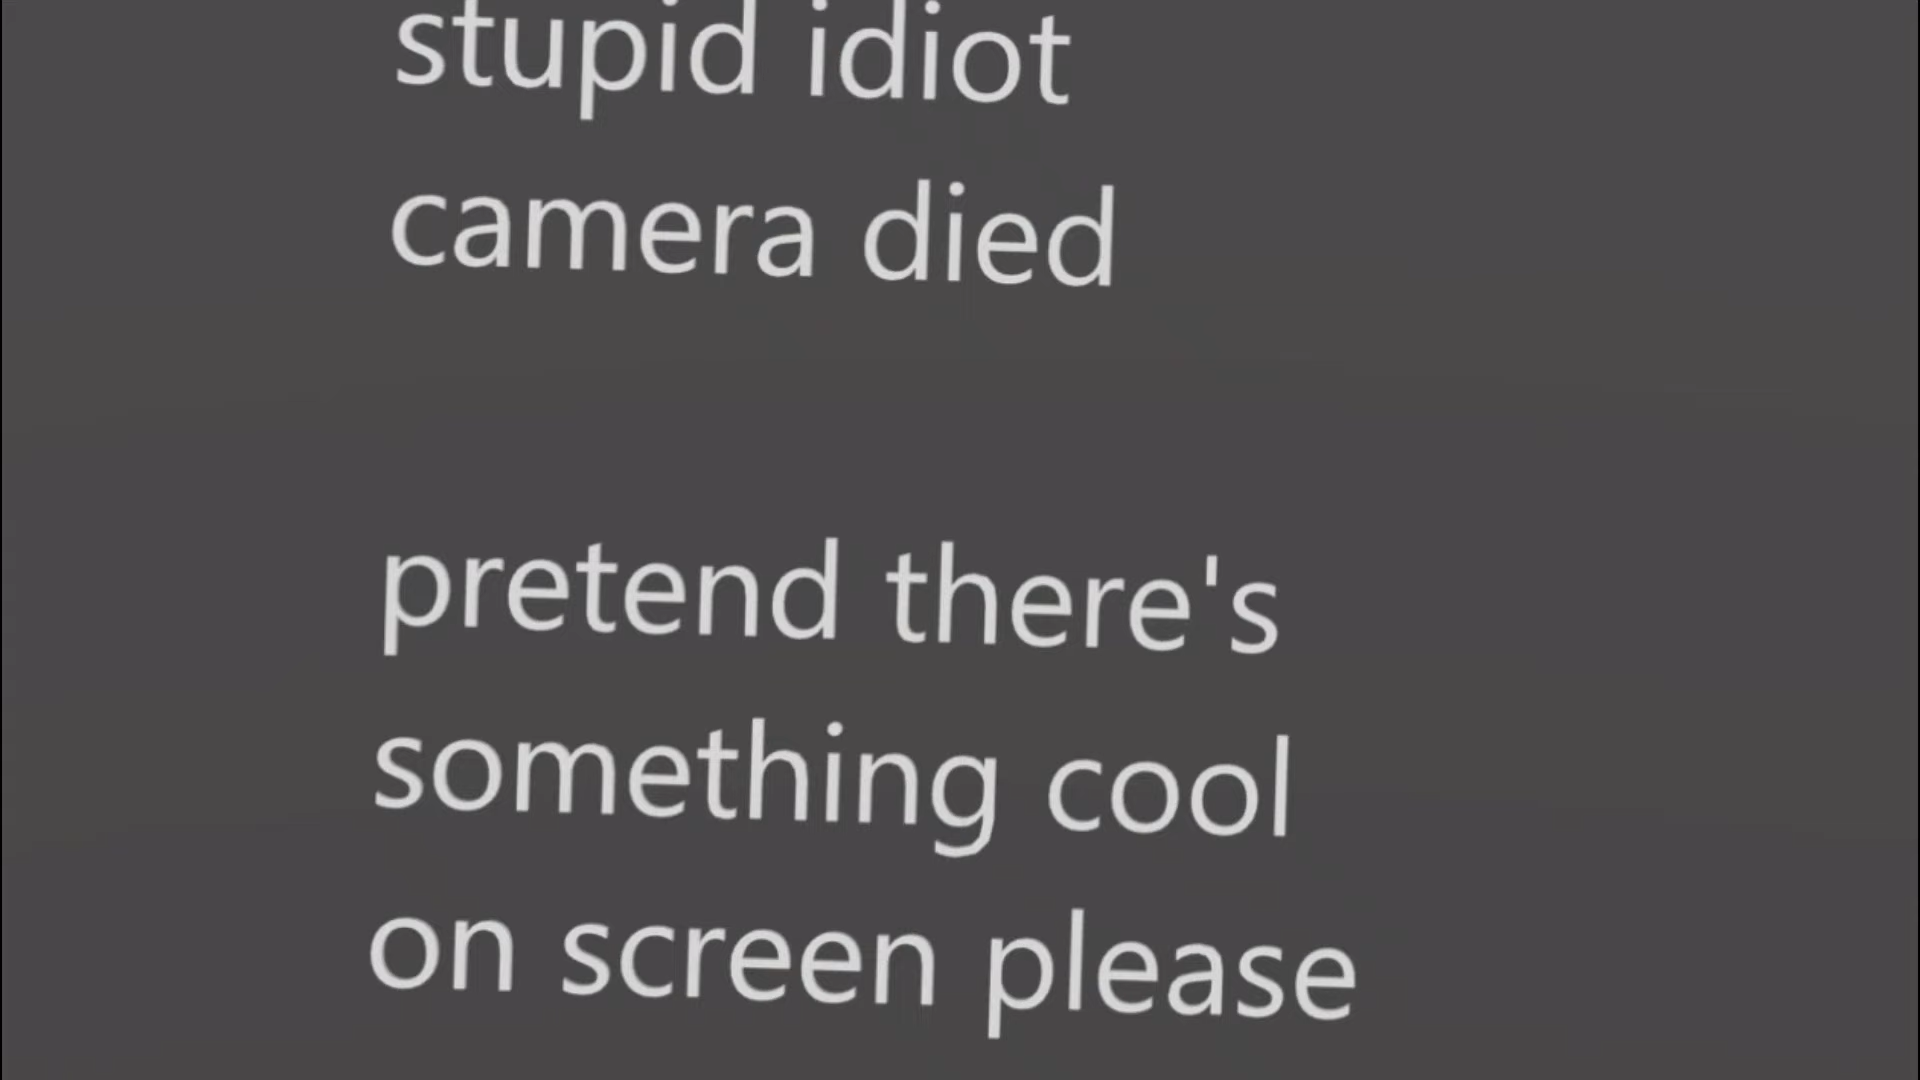 stupid idiot
camera died
pretend there's
something cool
on screen please